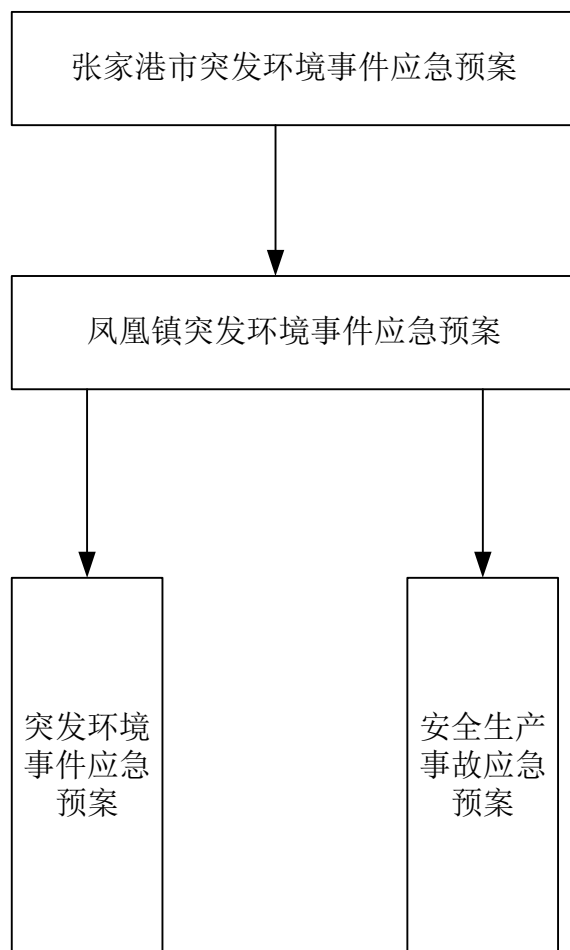 张家港市突发环境事件应急预案
凤凰镇突发环境事件应急预案
突发环境
事件应急
预案
安全生产
事故应急
预案